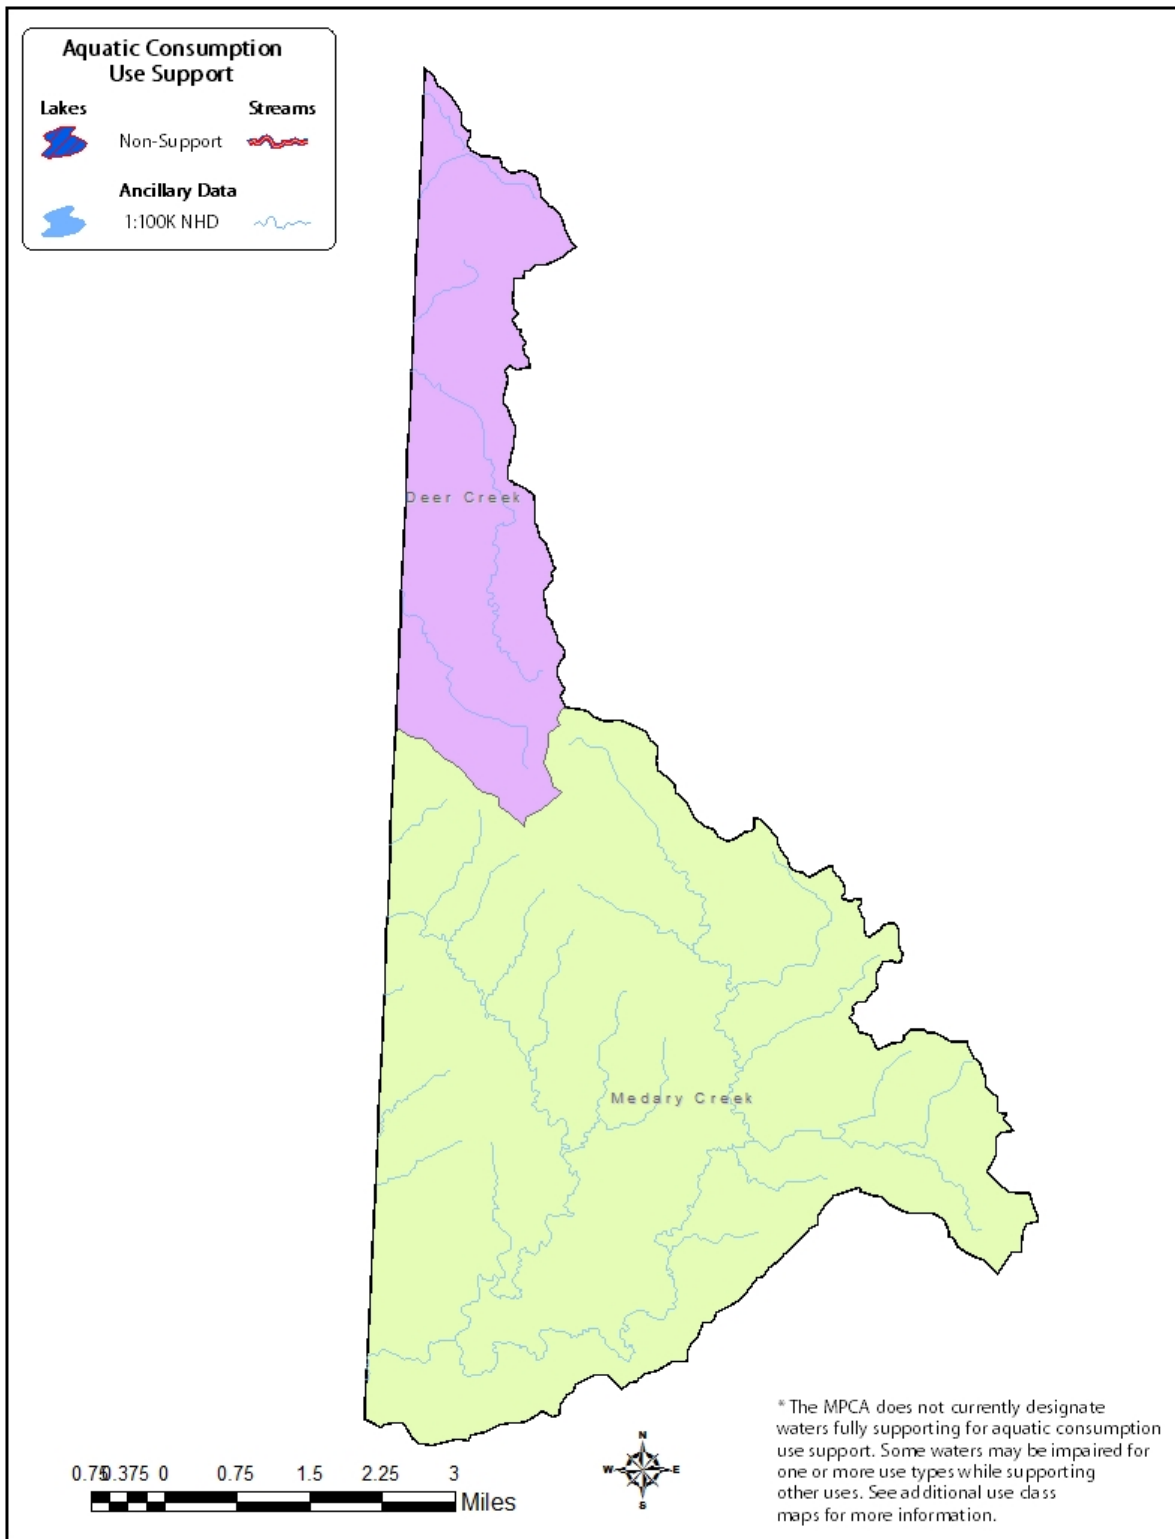 Aquatic Consumption
Use Support
Lakes Streams
Non-Support
Ancillary Data
1:100K NHD
Deer Creek
Medary Creek
N
W E
S
0.75 0.375 0 0.75 1.5 2.25 3
Miles
* The MPCA does not currently designate
waters fully supporting for aquatic consumption
use support. Some waters may be impaired for
one or more use types while supporting
other uses. See additional use class
maps for more information.